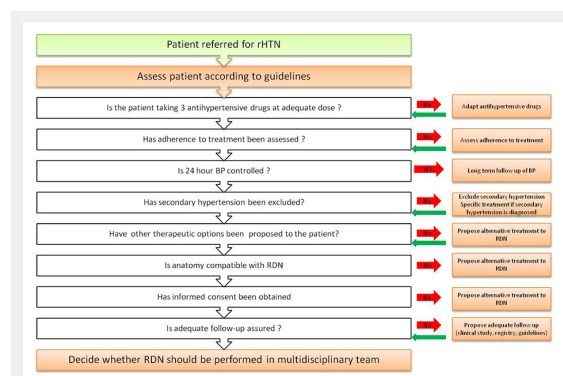 Patient referred for rHTN
Assess patient according to guidelines
Is the patient taking 3 antihypertensive drugs at adequate dose ?
No
Adapt antihypertensive drugs
Has adherence to treatment been assessed ?
No
Assess adherence to treatment
Is 24 hour BP controlled ?
Yes
Long term follow up of BP
Has secondary hypertension been excluded?
No
Exclude secondary hypertension
Specific treatment if secondary
hypertension is diagnosed
Have other therapeutic options been proposed to the patient?
No
Propose alternative treatment to
RDN
Is anatomy compatible with RDN
No
Propose alternative treatment to
RDN
Has informed consent been obtained
No
Propose alternative treatment to
RDN
Is adequate follow-up assured ?
No
Propose adequate follow up
(clinical study, registry, guidelines)
Decide whether RDN should be performed in multidisciplinary team